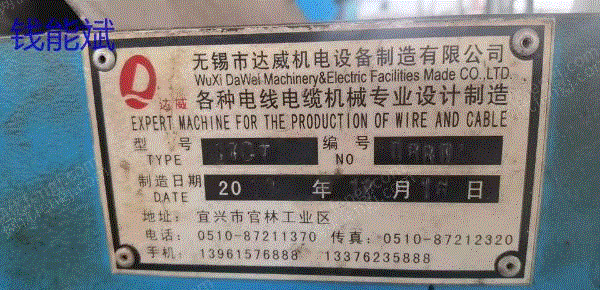 钱能斌
无锡市达威机电设备制造有限公司
WuXi DaWei Machinery&Electric Facilities Made CO.,LTD.
达威
各种电线电缆机械专业设计制造
EXPERT MACHINE FOR THE PRODUCTION OF WIRE AND CABLE
型号 编号
TYPE NO
制造日期 20 年 月 日
DATE
地址: 宜兴市官林工业区
电话: 0510-87211370 传真: 0510-87212320
手机: 13961576888 13376235888